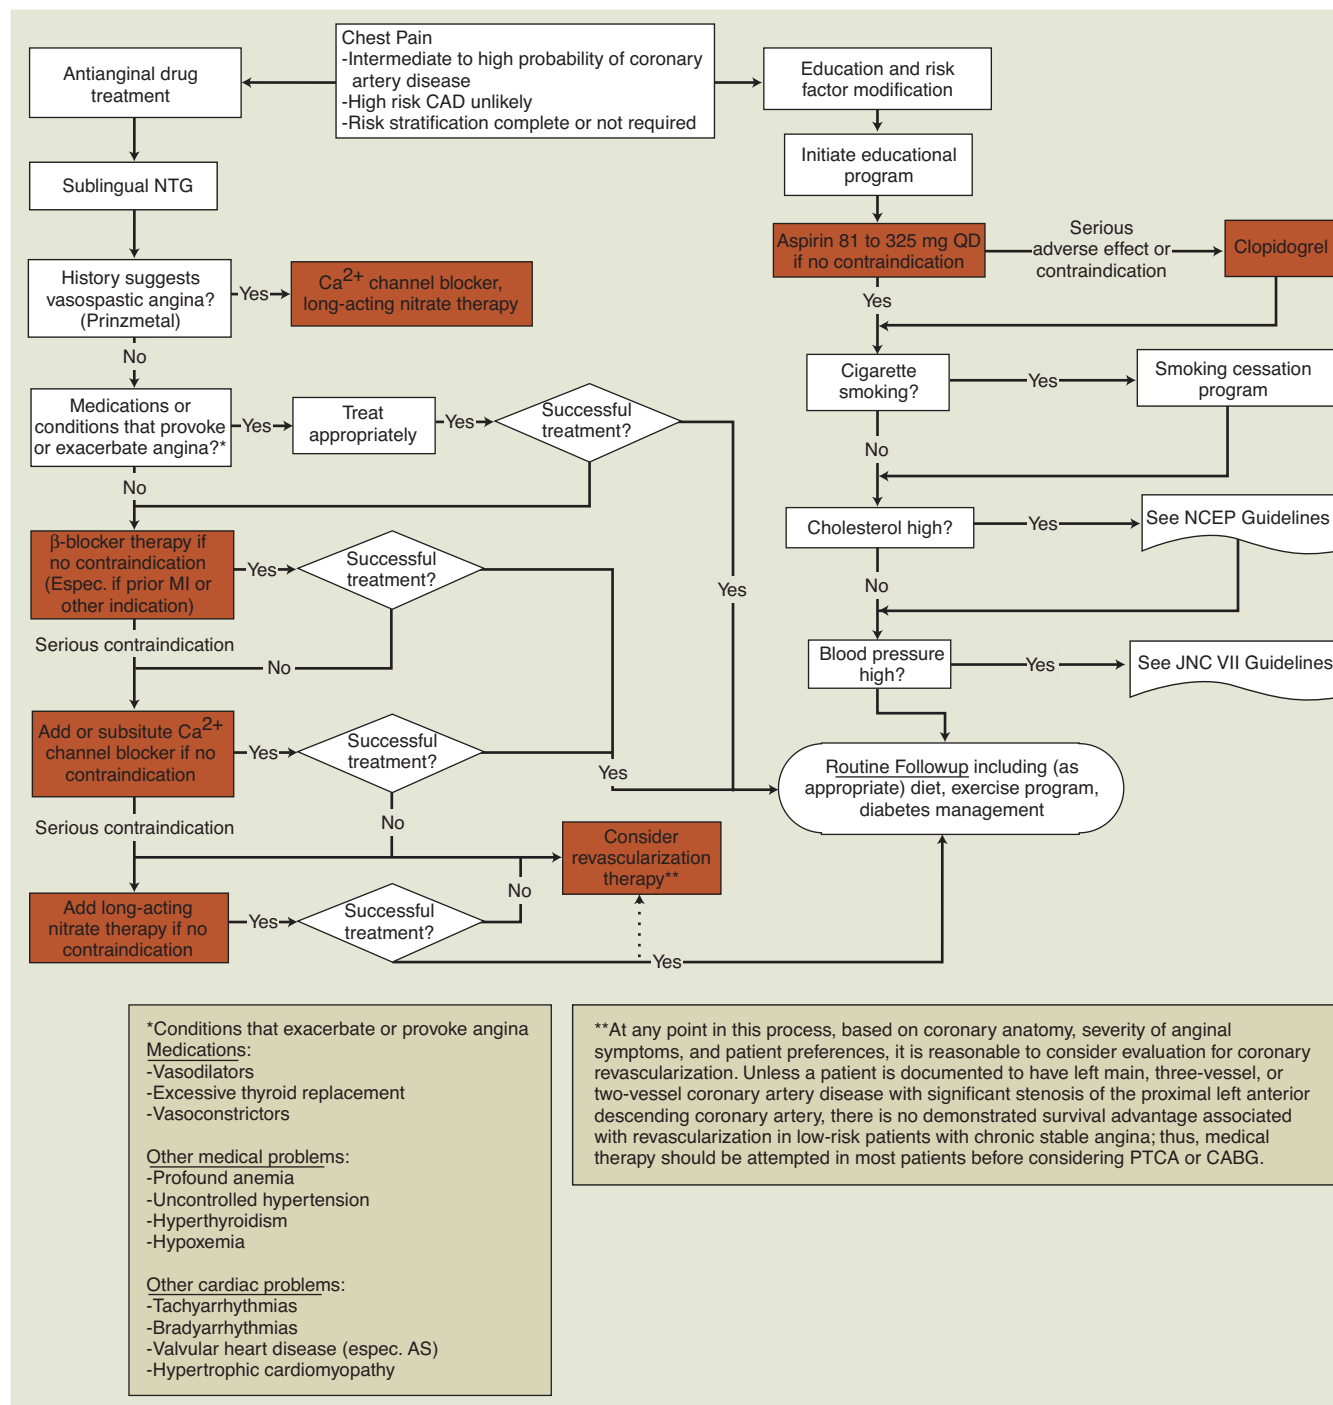 Chest Pain
-Intermediate to high probability of coronary
artery disease
-High risk CAD unlikely
-Risk stratification complete or not required
Antianginal drug
treatment
Sublingual NTG
History suggests
vasospastic angina?
(Prinzmetal)
Yes
Ca2+ channel blocker,
long-acting nitrate therapy
No
Medications or
conditions that provoke
or exacerbate angina?*
Yes
Treat
appropriately
Yes
Successful
treatment?
No
Yes
β-blocker therapy if
no contraindication
(Espec. if prior MI or
other indication)
Yes
Successful
treatment?
Serious contraindication
No
Add or subsitute Ca2+
channel blocker if no
contraindication
Yes
Successful
treatment?
Yes
Serious contraindication
No
Consider
revascularization
therapy**
Add long-acting
nitrate therapy if no
contraindication
Yes
Successful
treatment?
No
Yes
Education and risk
factor modification
Initiate educational
program
Aspirin 81 to 325 mg QD
if no contraindication
Serious
adverse effect or
contraindication
Clopidogrel
Yes
Cigarette
smoking?
Yes
Smoking cessation
program
No
Cholesterol high?
Yes
See NCEP Guidelines
No
Blood pressure
high?
Yes
See JNC VII Guidelines
Routine Followup including (as
appropriate) diet, exercise program,
diabetes management
*Conditions that exacerbate or provoke angina
Medications:
-Vasodilators
-Excessive thyroid replacement
-Vasoconstrictors
Other medical problems:
-Profound anemia
-Uncontrolled hypertension
-Hyperthyroidism
-Hypoxemia
Other cardiac problems:
-Tachyarrhythmias
-Bradyarrhythmias
-Valvular heart disease (espec. AS)
-Hypertrophic cardiomyopathy
**At any point in this process, based on coronary anatomy, severity of anginal
symptoms, and patient preferences, it is reasonable to consider evaluation for coronary
revascularization. Unless a patient is documented to have left main, three-vessel, or
two-vessel coronary artery disease with significant stenosis of the proximal left anterior
descending coronary artery, there is no demonstrated survival advantage associated
with revascularization in low-risk patients with chronic stable angina; thus, medical
therapy should be attempted in most patients before considering PTCA or CABG.